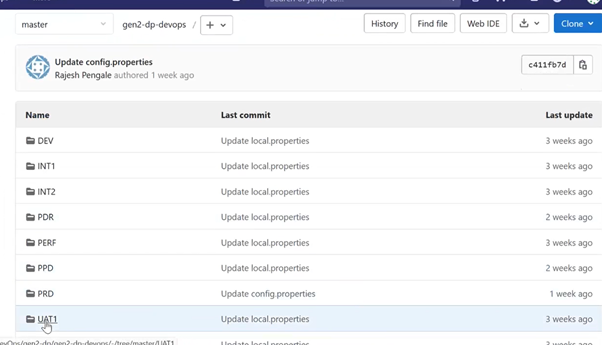 Search or jump to...
master
gen2-dp-devops / +
History
Find file
Web IDE
Clone
Update config.properties
Rajesh Pengale authored 1 week ago
c411fb7d
Name Last commit Last update
DEV Update local.properties 3 weeks ago
INT1 Update local.properties 3 weeks ago
INT2 Update local.properties 3 weeks ago
PDR Update local.properties 2 weeks ago
PERF Update local.properties 3 weeks ago
PPD Update local.properties 2 weeks ago
PRD Update config.properties 1 week ago
UAT1 Update local.properties 3 weeks ago
Update local.properties 3 weeks ago
evOps/gen2-dp/gen2-dp-devops/-/tree/master/UAT1